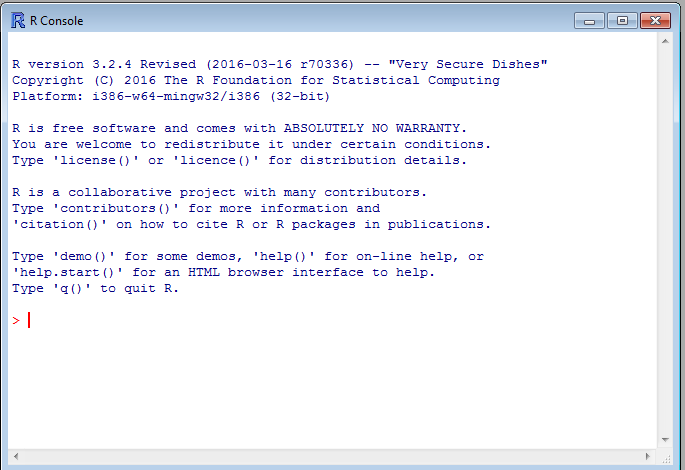 R Console
R version 3.2.4 Revised (2016-03-16 r70336) -- "Very Secure Dishes"
Copyright (C) 2016 The R Foundation for Statistical Computing
Platform: i386-w64-mingw32/i386 (32-bit)
R is free software and comes with ABSOLUTELY NO WARRANTY.
You are welcome to redistribute it under certain conditions.
Type 'license()' or 'licence()' for distribution details.
R is a collaborative project with many contributors.
Type 'contributors()' for more information and
'citation()' on how to cite R or R packages in publications.
Type 'demo()' for some demos, 'help()' for on-line help, or
'help.start()' for an HTML browser interface to help.
Type 'q()' to quit R.
>